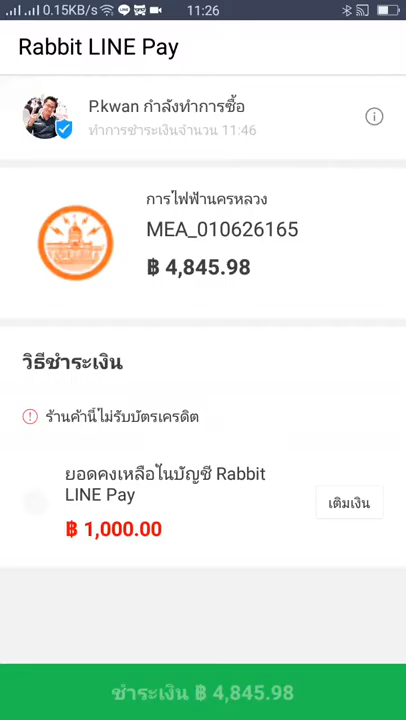 0.15KB/s 11:26
Rabbit LINE Pay
P.kwan กำลังทำการซื้อ
ทำการชำระเงินจำนวน 11:46
การไฟฟ้านครหลวง
MEA_010626165
฿ 4,845.98
วิธีชำระเงิน
ร้านค้านี้ไม่รับบัตรเครดิต
ยอดคงเหลือในบัญชี Rabbit
LINE Pay
เติมเงิน
฿ 1,000.00
ชำระเงิน ฿ 4,845.98